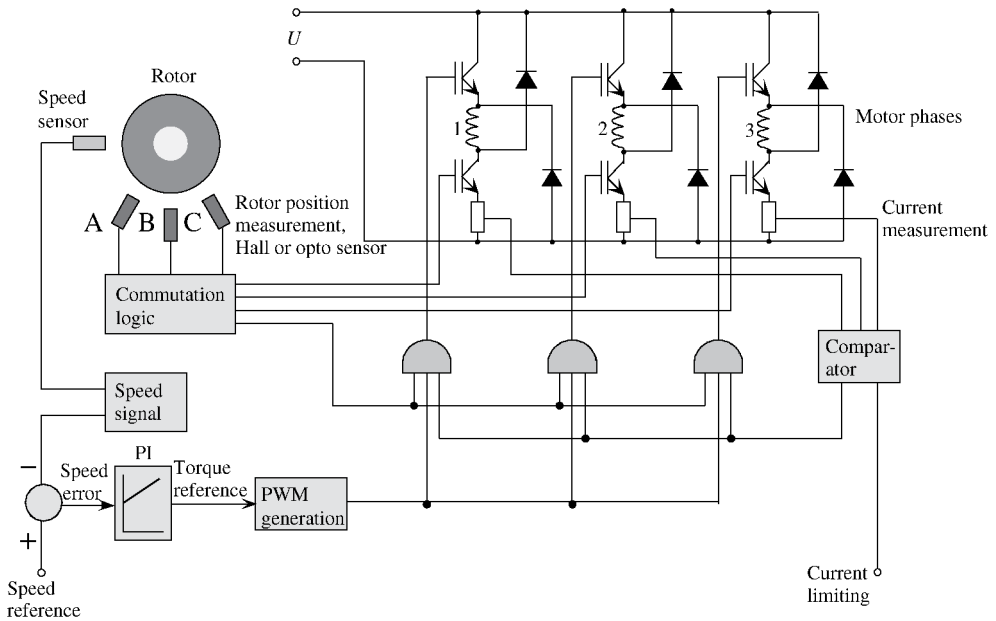 U
Rotor
Speed
sensor
1
2
3
Motor phases
A
B
C
Rotor position
measurement,
Hall or opto sensor
Current
measurement
Commutation
logic
Compar-
ator
Speed
signal
PI
−
Speed
error
Torque
reference
PWM
generation
+
Speed
reference
Current
limiting